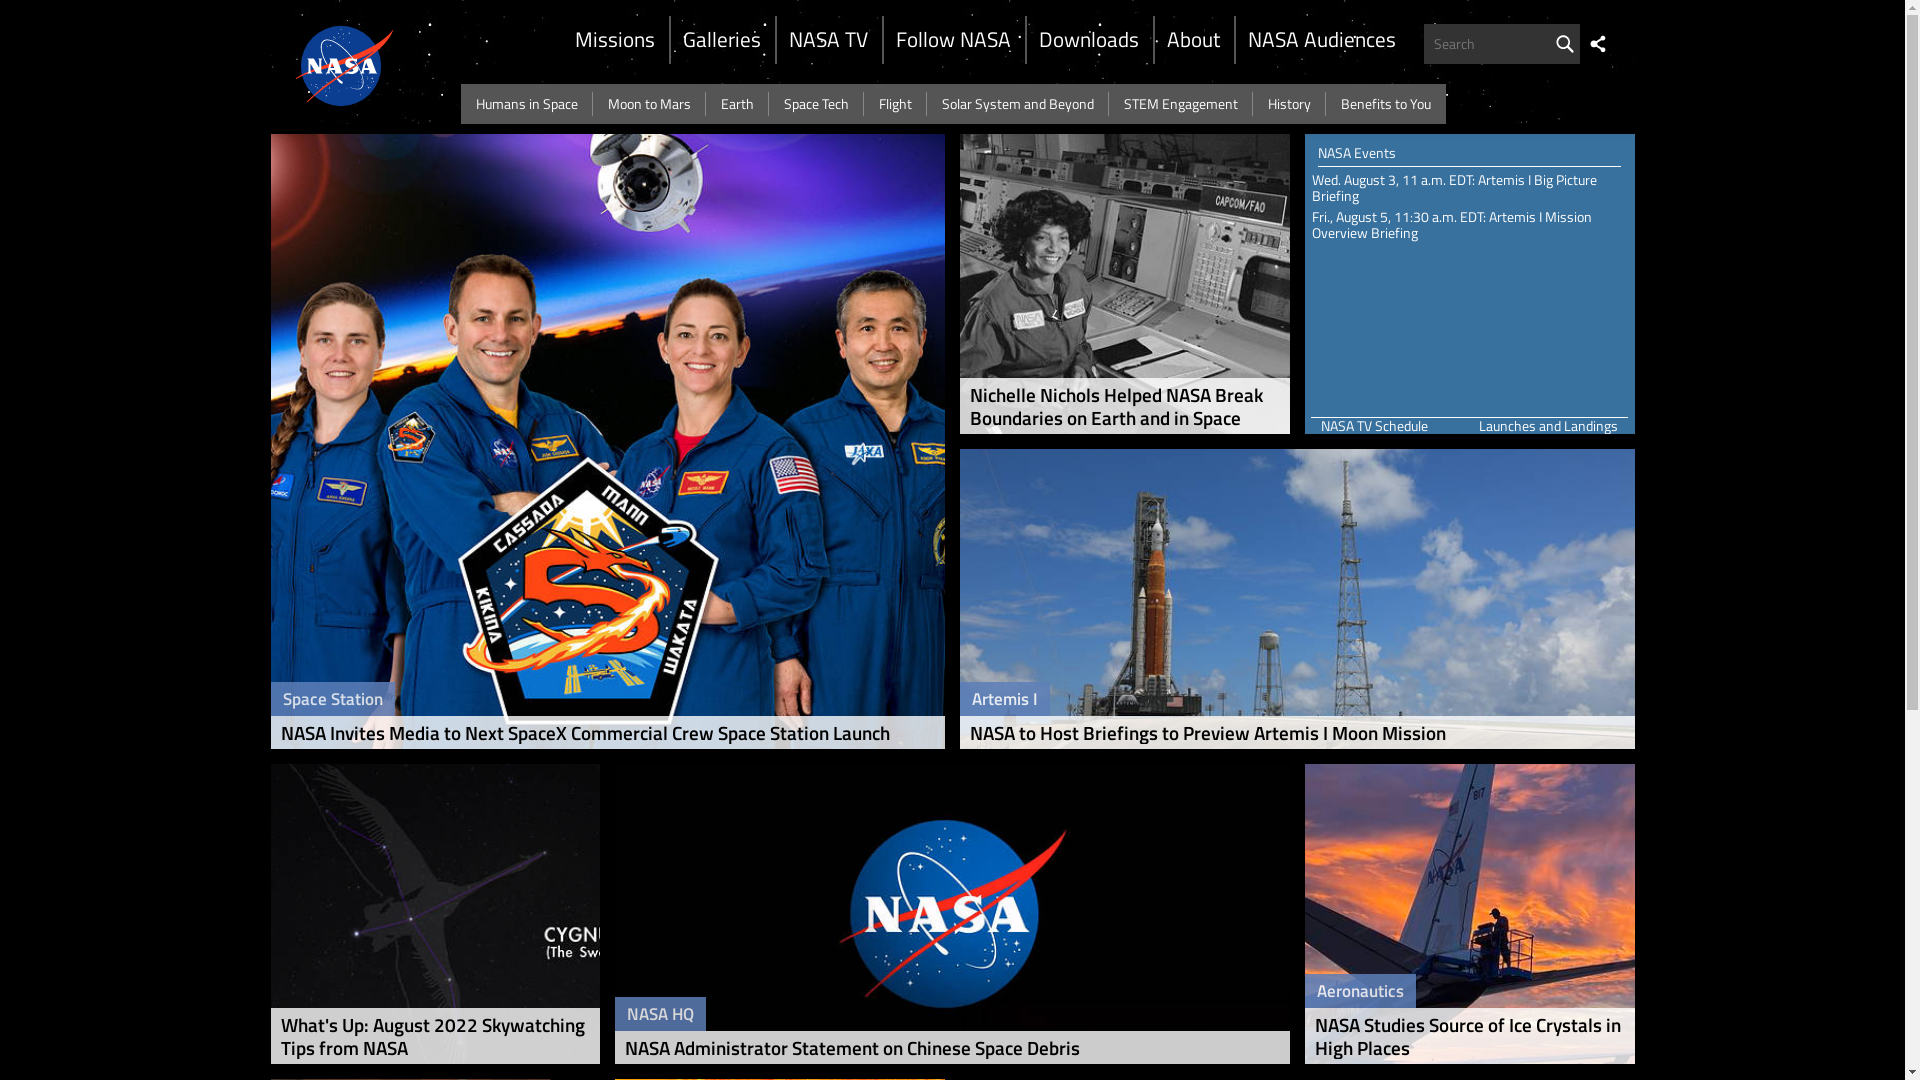 NASA
Missions
Galleries
NASA TV
Follow NASA
Downloads
About
NASA Audiences
Search
Humans in Space
Moon to Mars
Earth
Space Tech
Flight
Solar System and Beyond
STEM Engagement
History
Benefits to You
CASSADA
MANN
KIKINA
WAKATA
JAXA
Space Station
NASA Invites Media to Next SpaceX Commercial Crew Space Station Launch
CAPCOM/FAO
Nichelle Nichols Helped NASA Break
Boundaries on Earth and in Space
NASA Events
Wed. August 3, 11 a.m. EDT: Artemis I Big Picture
Briefing
Fri., August 5, 11:30 a.m. EDT: Artemis I Mission
Overview Briefing
NASA TV Schedule
Launches and Landings
Artemis I
NASA to Host Briefings to Preview Artemis I Moon Mission
CYGNU
(The Swa
What's Up: August 2022 Skywatching
Tips from NASA
NASA
NASA HQ
NASA Administrator Statement on Chinese Space Debris
817
NASA
Aeronautics
NASA Studies Source of Ice Crystals in
High Places